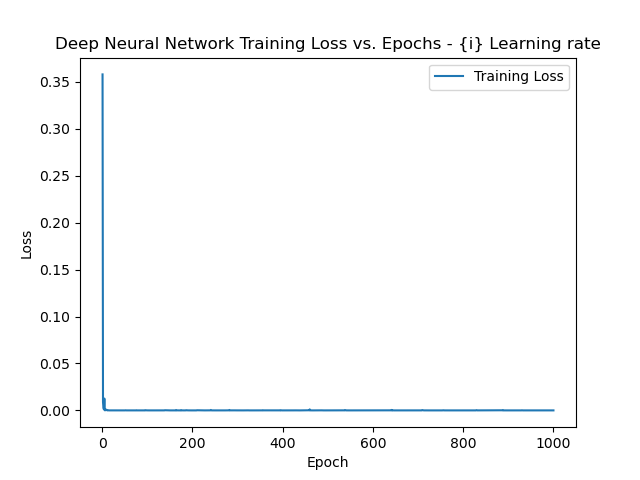 Deep Neural Network Training Loss vs. Epochs - {i} Learning rate
Training Loss
0.35
0.30
0.25
0.20
0.15
0.10
0.05
0.00
Loss
0 200 400 600 800 1000
Epoch